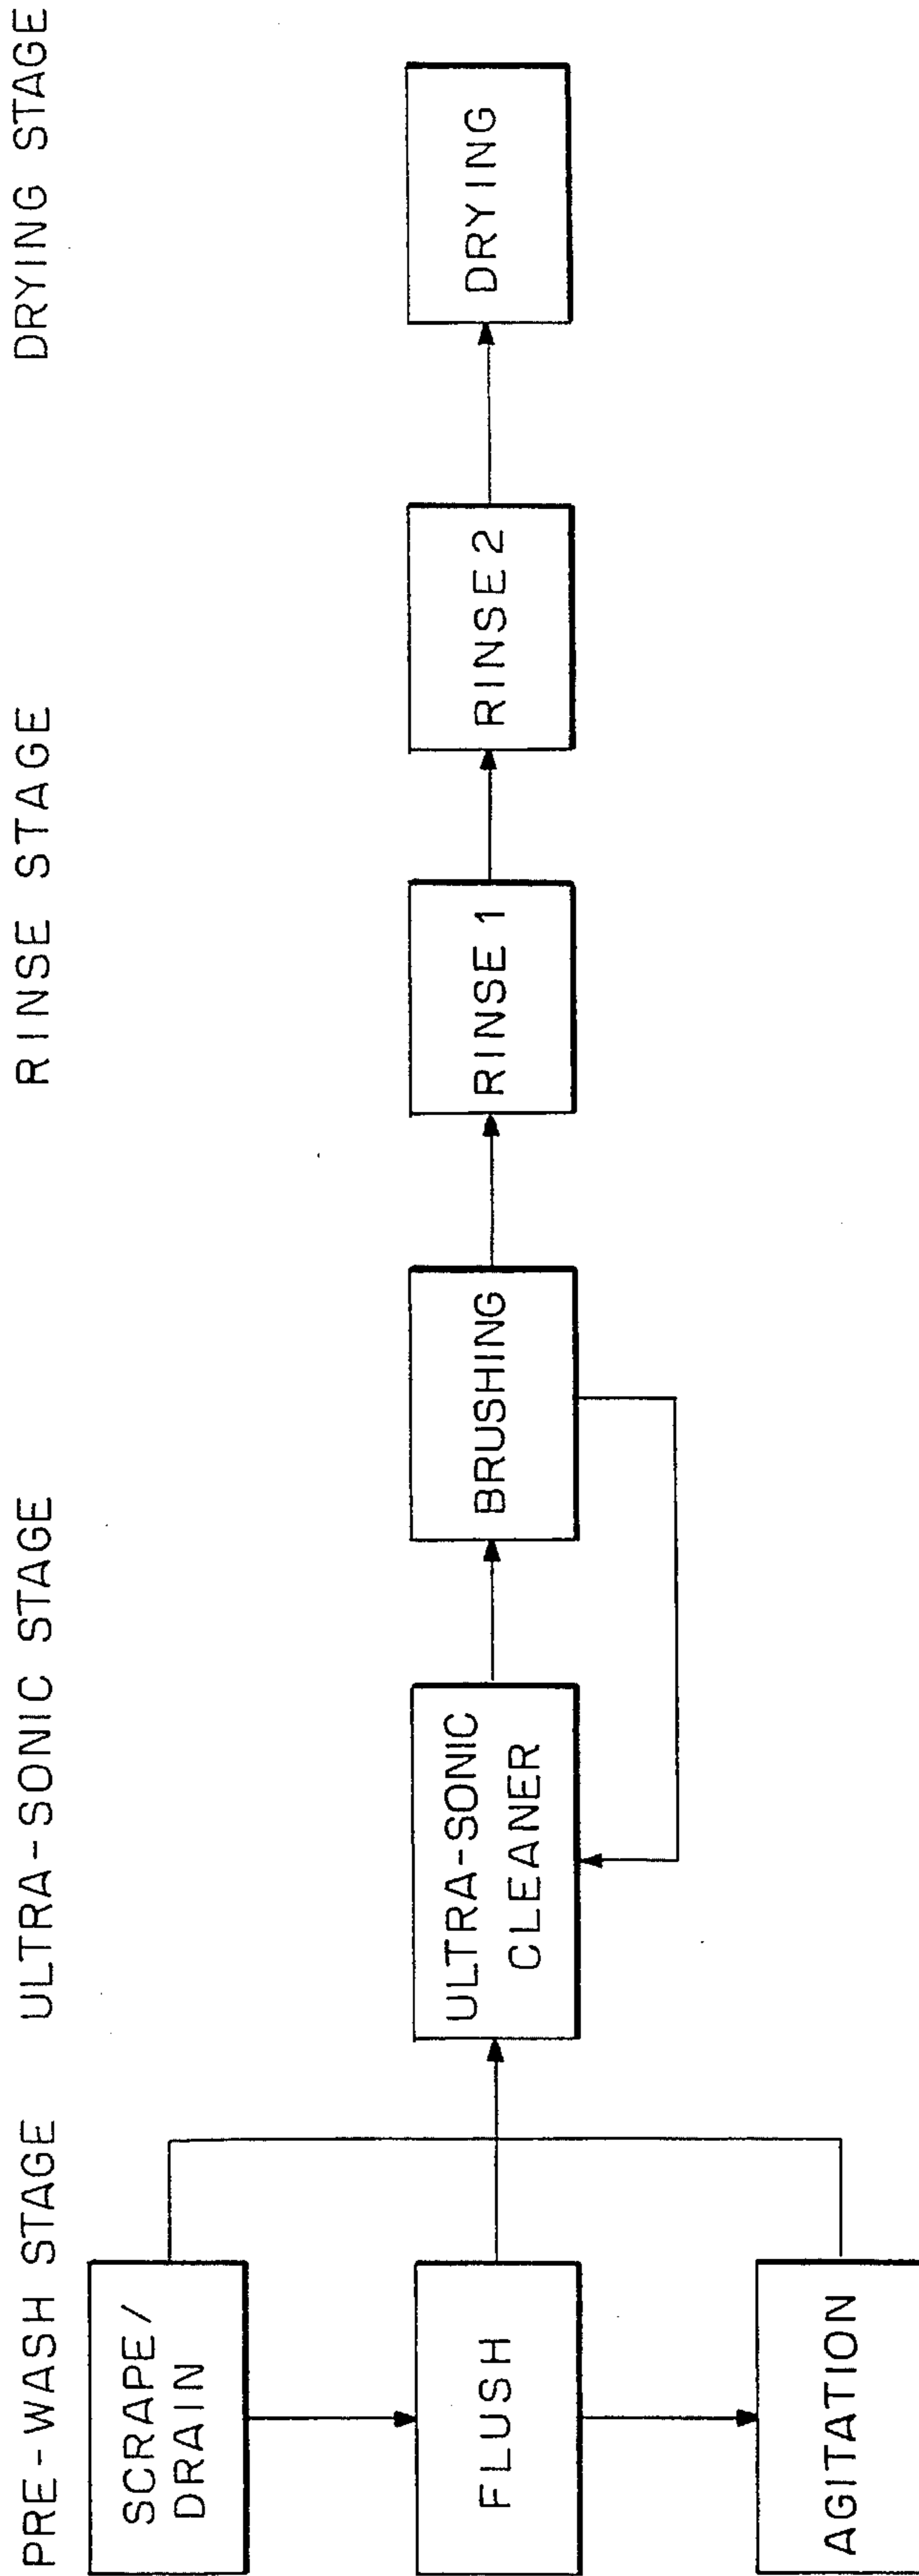 PRE-WASH STAGE
ULTRA-SONIC STAGE
RINSE STAGE
DRYING STAGE
SCRAPE/
DRAIN
FLUSH
AGITATION
ULTRA-SONIC
CLEANER
BRUSHING
RINSE 1
RINSE 2
DRYING